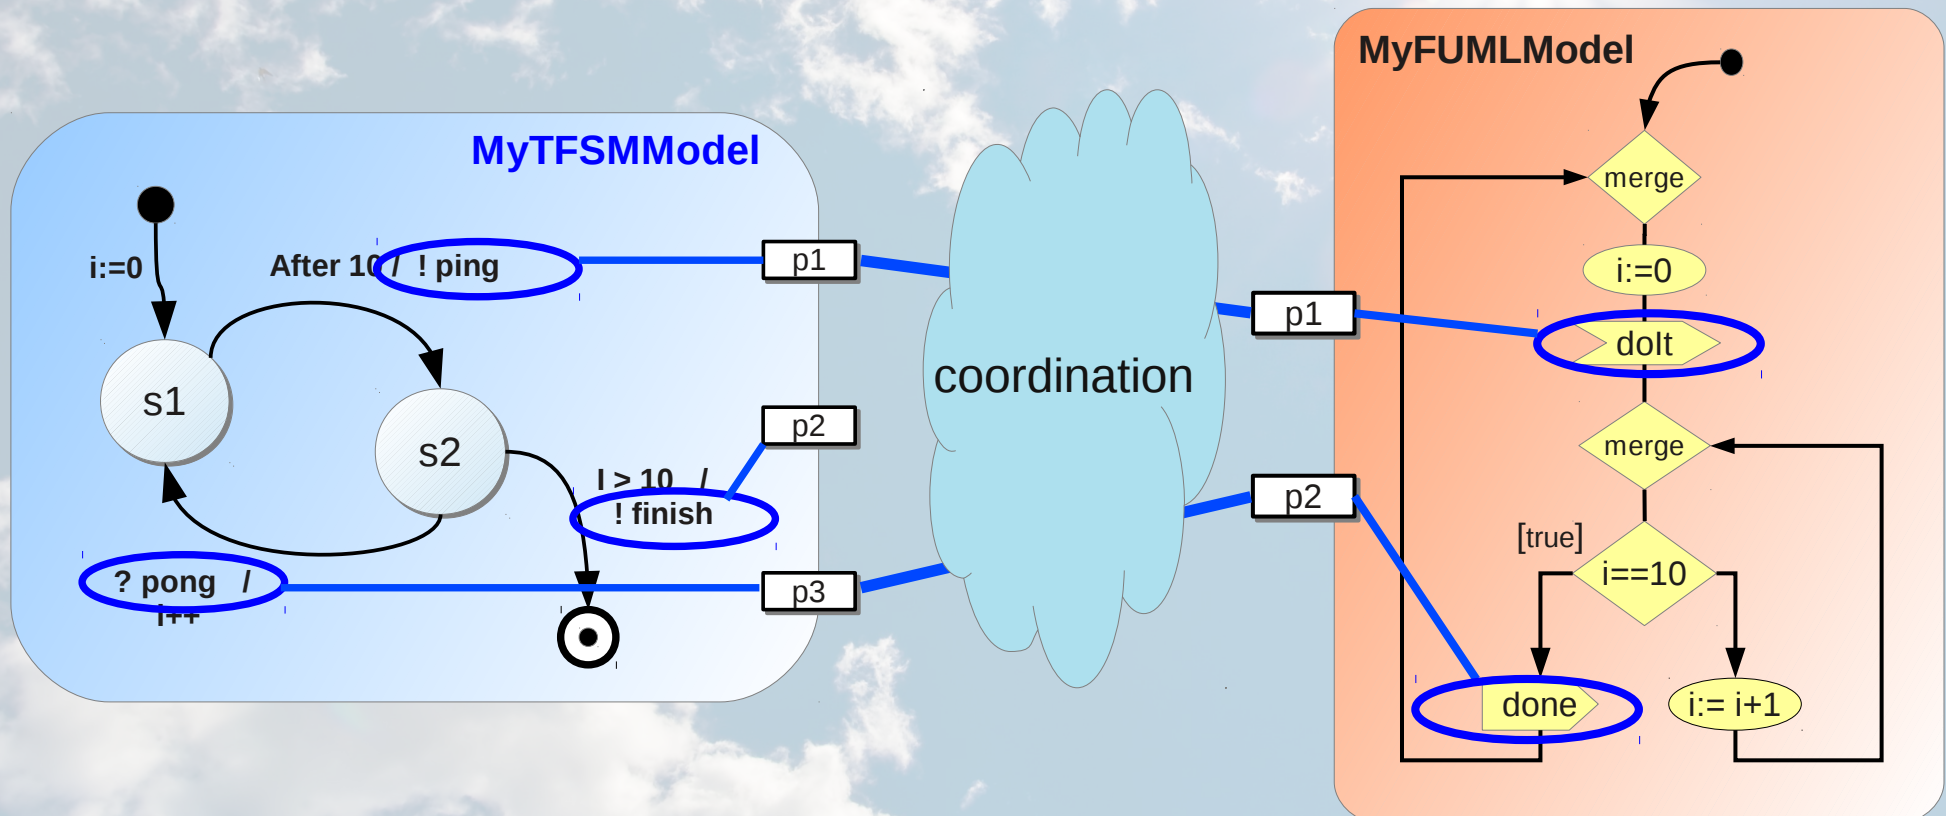 MyFUMLModel
MyTFSMModel
i:=0
After 10 / ! ping
p1
s1
s2
p2
I > 10 /
! finish
? pong /
i++
p3
coordination
p1
p2
merge
i:=0
doIt
merge
[true]
i==10
done
i:= i+1